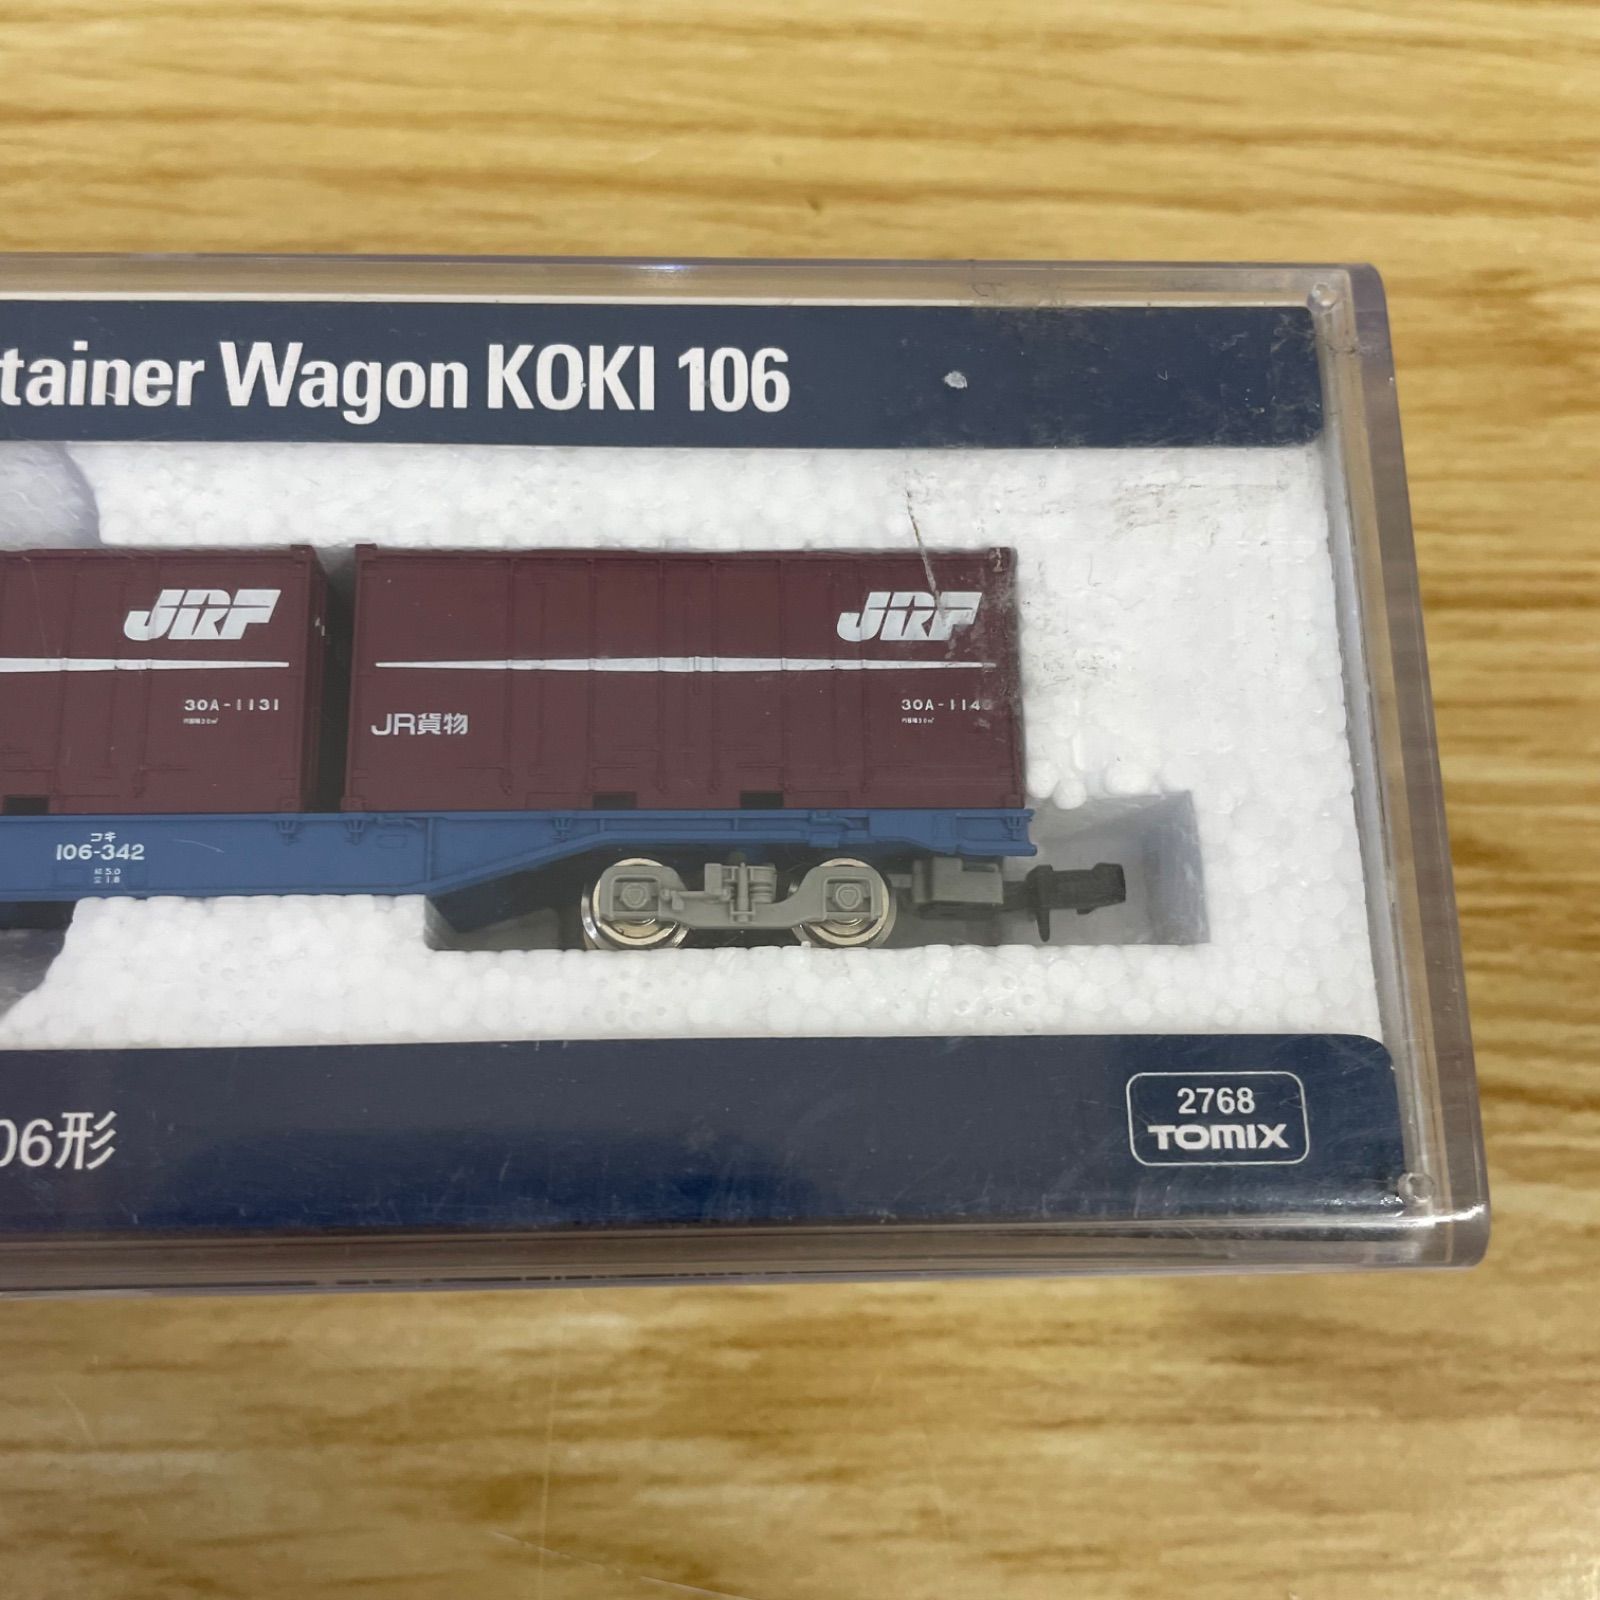 tainer Wagon KOKI 106
JRF
30A-1131
JRF
30A-114
JR貨物
コキ
106-342
06形
2768
TOMIX